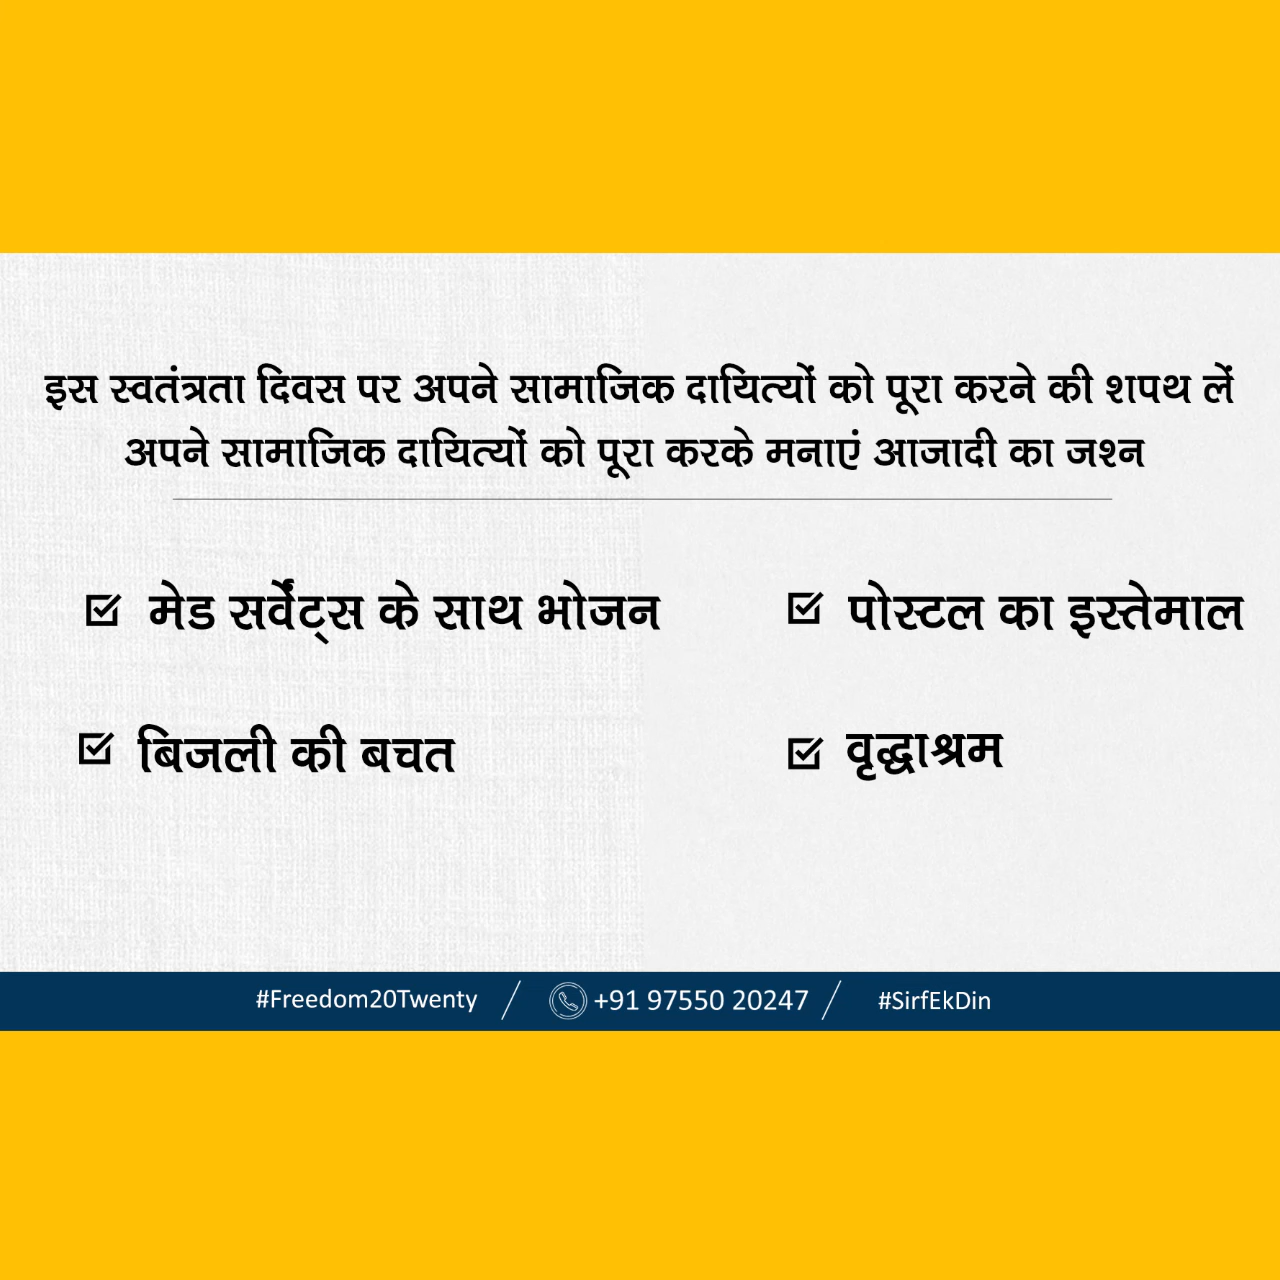 इस स्वतंत्रता दिवस पर अपने सामाजिक दायित्यों को पूरा करने की शपथ लें
अपने सामाजिक दायित्यों को पूरा करके मनाएं आजादी का जश्न
मेड सर्वेंट्स के साथ भोजन
पोस्टल का इस्तेमाल
बिजली की बचत
वृद्धाश्रम
#Freedom20Twenty / +91 97550 20247 / #SirfEkDin